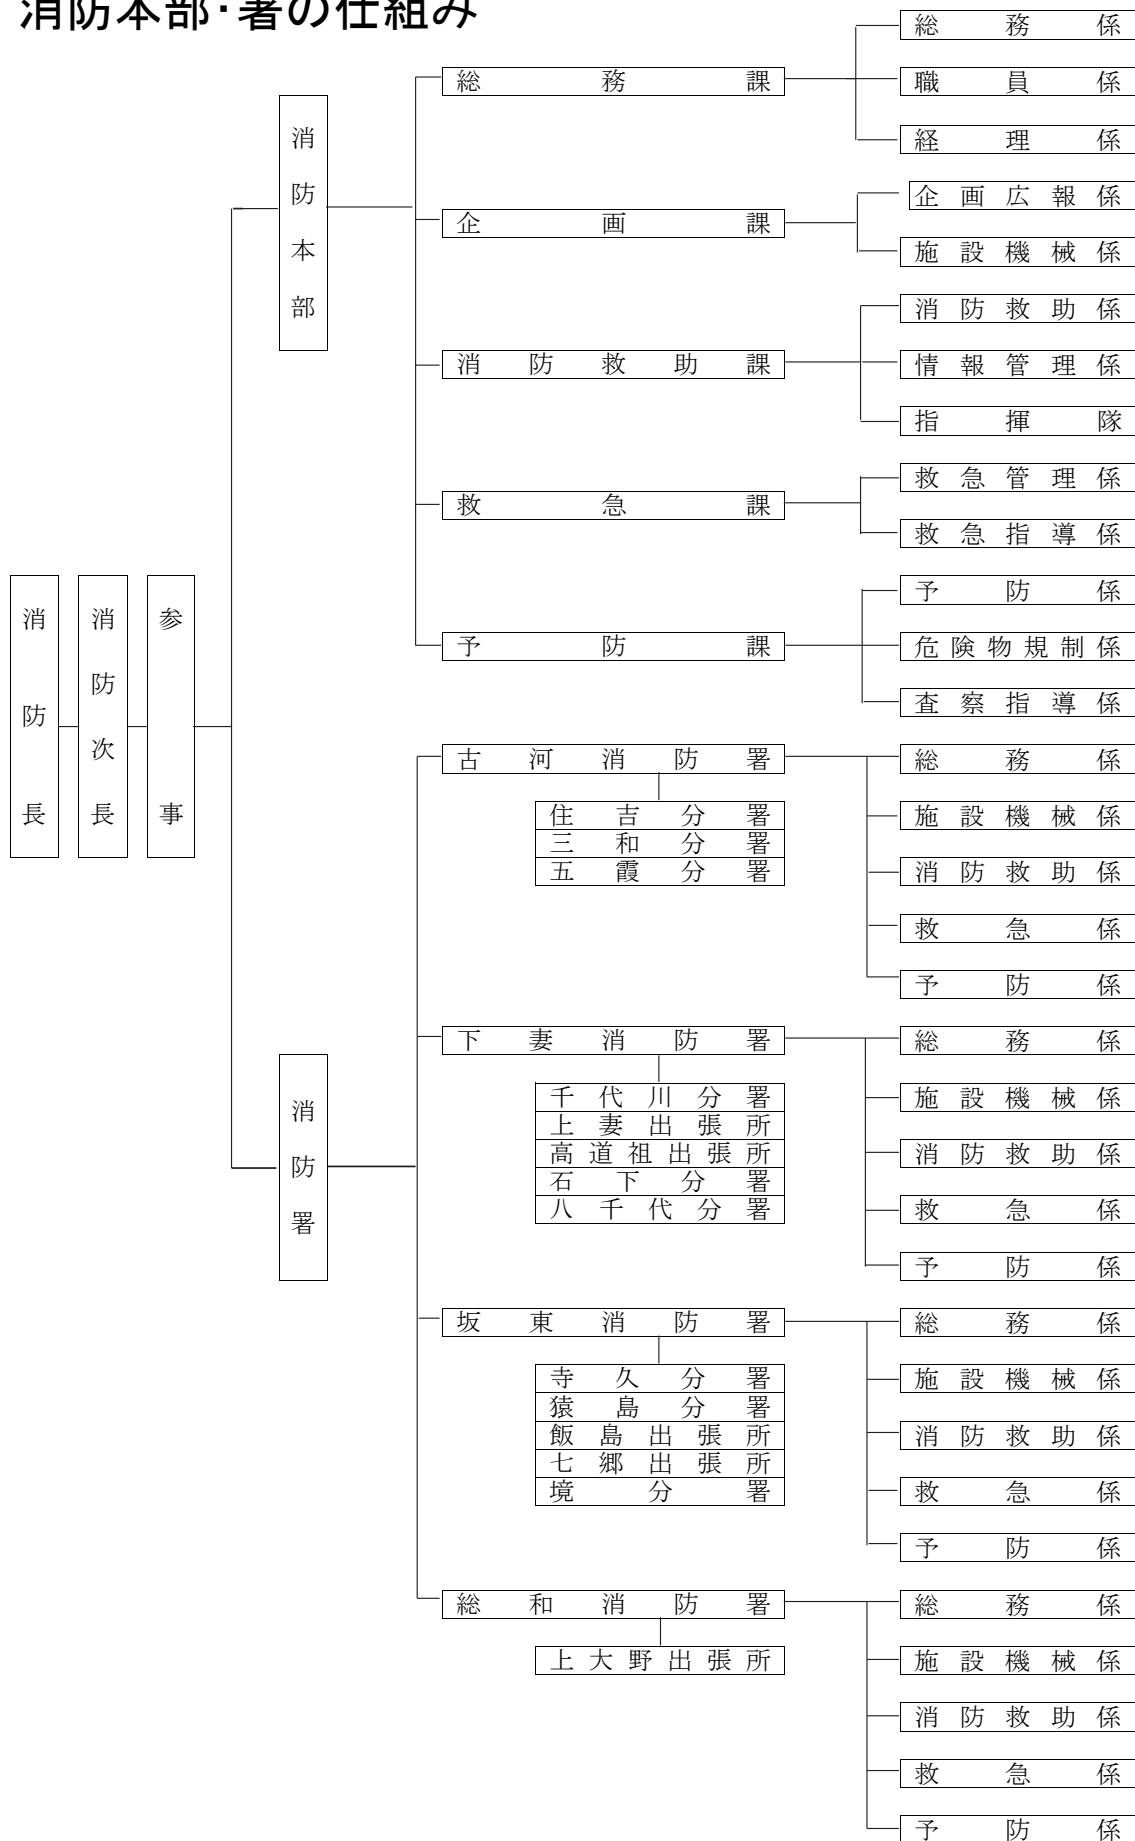 消防本部・署の仕組み
消防長
消防次長
参事
消防本部
総務課
総務係
職員係
経理係
企画課
企画広報係
施設機械係
消防救助課
消防救助係
情報管理係
指揮隊
救急課
救急管理係
救急指導係
予防課
予防係
危険物規制係
査察指導係
消防署
古河消防署
住吉分署
三和分署
五霞分署
総務係
施設機械係
消防救助係
救急係
予防係
下妻消防署
千代川分署
上妻出張所
高道祖出張所
石下分署
八千代分署
総務係
施設機械係
消防救助係
救急係
予防係
坂東消防署
寺久分署
猿島分署
飯島出張所
七郷出張所
境分署
総務係
施設機械係
消防救助係
救急係
予防係
総和消防署
上大野出張所
総務係
施設機械係
消防救助係
救急係
予防係